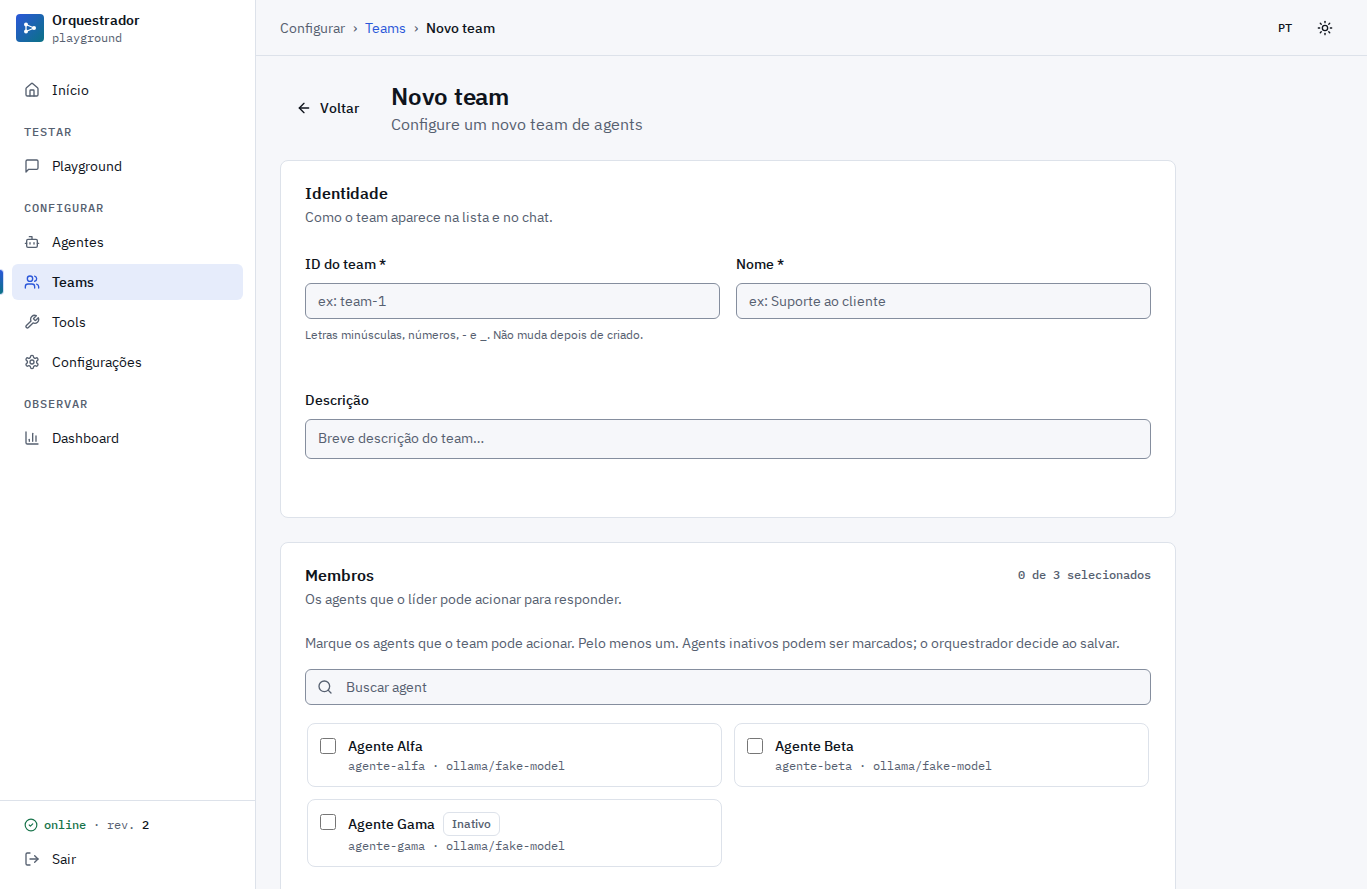 Orquestrador
playground
Início
TESTAR
Playground
CONFIGURAR
Agentes
Teams
Tools
Configurações
OBSERVAR
Dashboard
online · rev. 2
Sair
Configurar › Teams › Novo team
PT
Voltar
Novo team
Configure um novo team de agents
Identidade
Como o team aparece na lista e no chat.
ID do team *
Nome *
ex: team-1
ex: Suporte ao cliente
Letras minúsculas, números, - e _. Não muda depois de criado.
Descrição
Breve descrição do team...
Membros
0 de 3 selecionados
Os agents que o líder pode acionar para responder.
Marque os agents que o team pode acionar. Pelo menos um. Agents inativos podem ser marcados; o orquestrador decide ao salvar.
Buscar agent
Agente Alfa
agente-alfa · ollama/fake-model
Agente Beta
agente-beta · ollama/fake-model
Agente Gama Inativo
agente-gama · ollama/fake-model